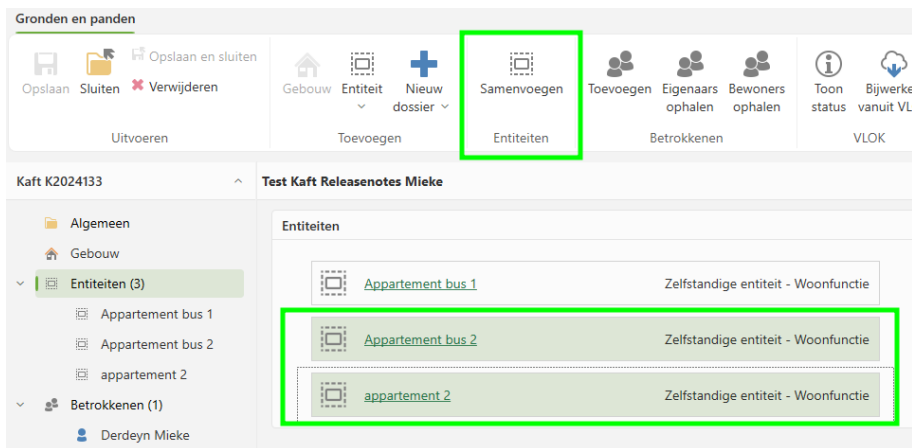 Gronden en panden
Opslaan
Sluiten
Opslaan en sluiten
Verwijderen
Uitvoeren
Gebouw
Entiteit
Nieuw
dossier
Toevoegen
Samenvoegen
Entiteiten
Toevoegen
Eigenaars
ophalen
Bewoners
ophalen
Betrokkenen
Toon
status
Bijwerke
vanuit VL
VLOK
Kaft K2024133
Test Kaft Releasenotes Mieke
Algemeen
Gebouw
Entiteiten (3)
Appartement bus 1
Appartement bus 2
appartement 2
Betrokkenen (1)
Derdeyn Mieke
Entiteiten
Appartement bus 1 Zelfstandige entiteit - Woonfunctie
Appartement bus 2 Zelfstandige entiteit - Woonfunctie
appartement 2 Zelfstandige entiteit - Woonfunctie